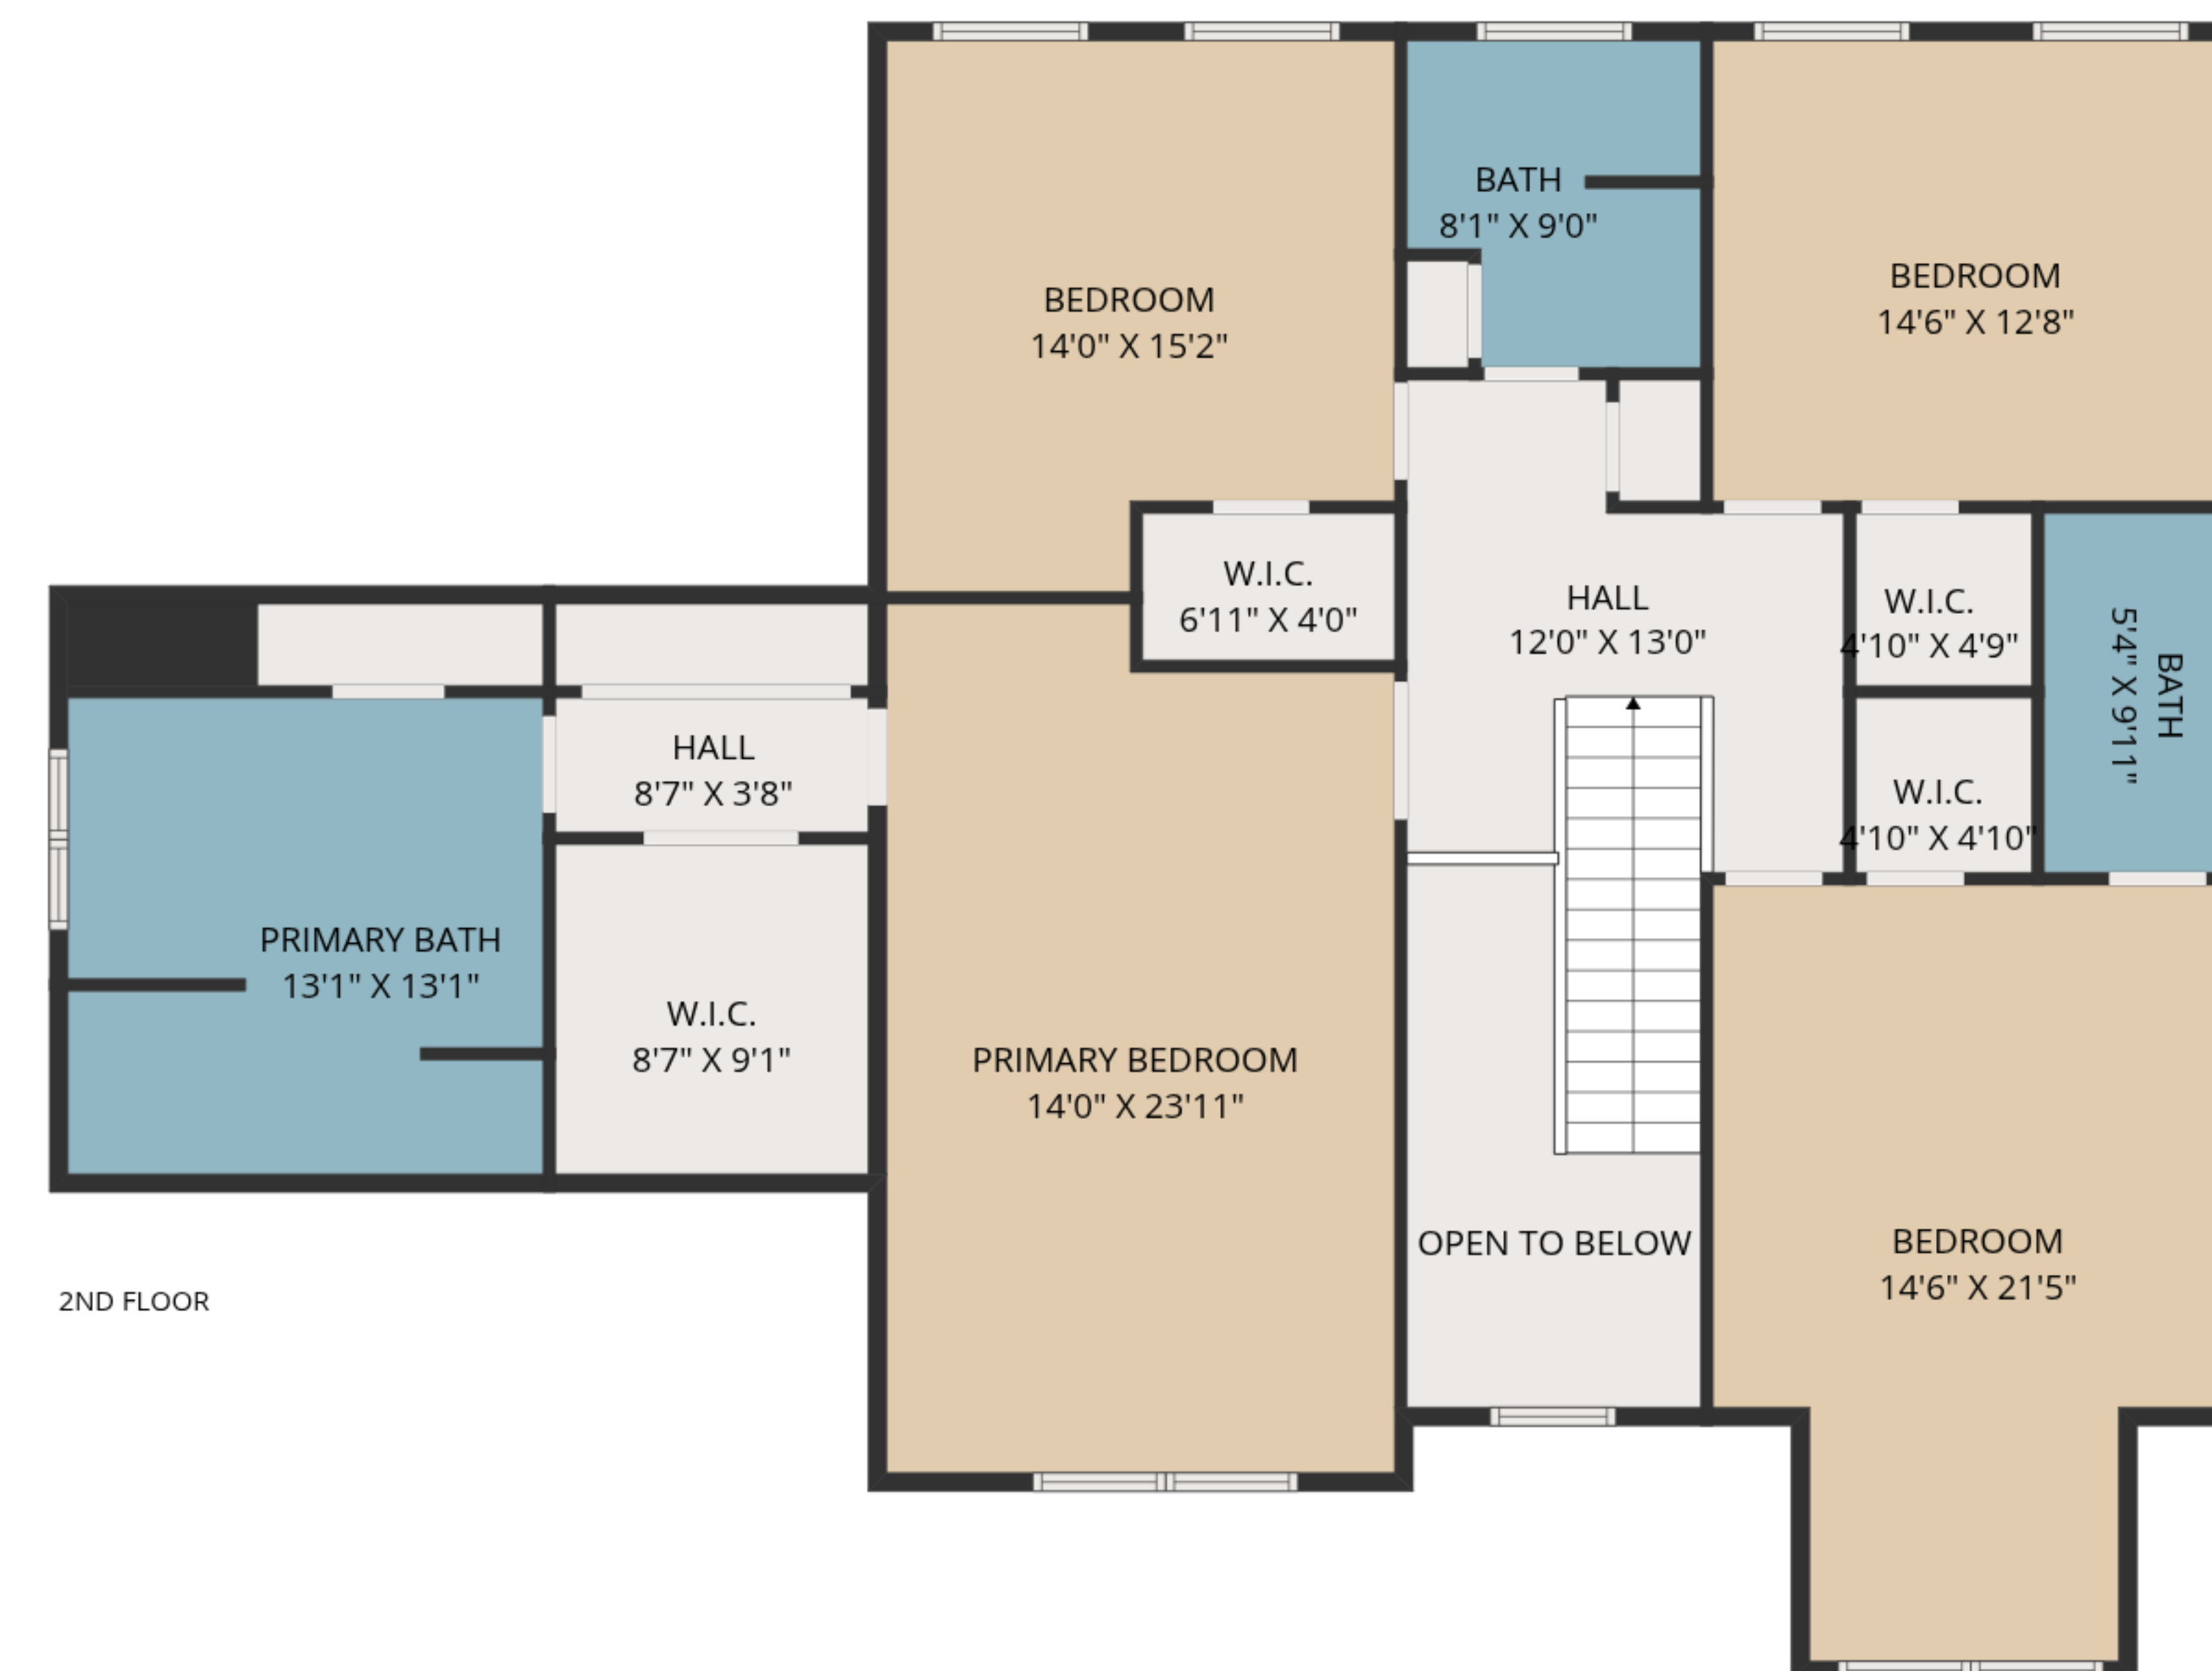 BATH
8'1" X 9'0"
BEDROOM
14'6" X 12'8"
BEDROOM
14'0" X 15'2"
W.I.C.
6'11" X 4'0"
HALL
12'0" X 13'0"
W.I.C.
4'10" X 4'9"
BATH
5'4" X 9'11"
HALL
8'7" X 3'8"
W.I.C.
4'10" X 4'10"
PRIMARY BATH
13'1" X 13'1"
W.I.C.
8'7" X 9'1"
PRIMARY BEDROOM
14'0" X 23'11"
OPEN TO BELOW
BEDROOM
14'6" X 21'5"
2ND FLOOR